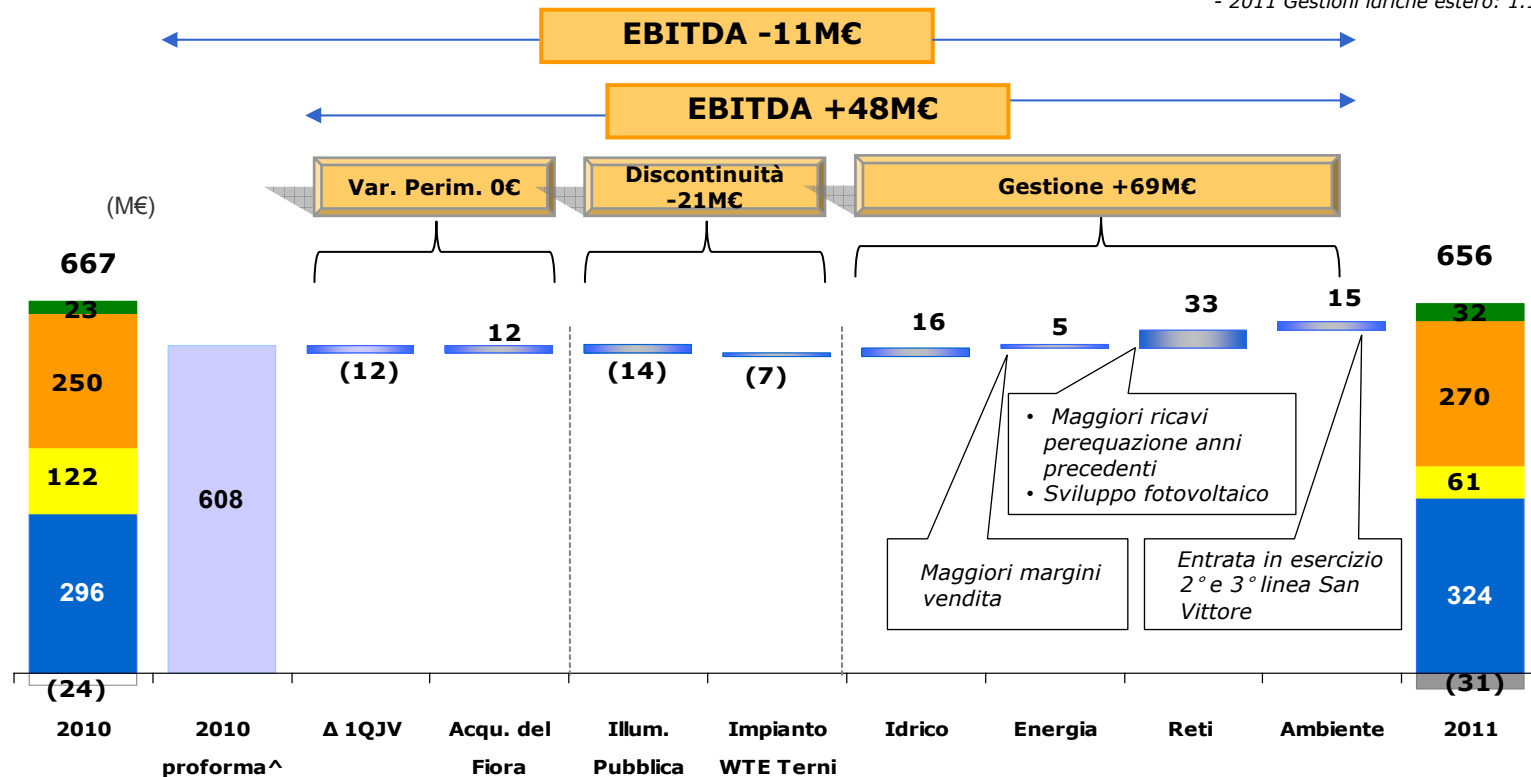 - 2011 Gestioni idriche estero: 1.1
EBITDA -11M€
EBITDA +48M€
Var. Perim. 0€
Discontinuità
-21M€
Gestione +69M€
(M€)
667
656
23
250
122
296
(24)
608
(12)
12
(14)
(7)
16
5
33
15
32
270
61
324
(31)
• Maggiori ricavi
perequazione anni
precedenti
• Sviluppo fotovoltaico
Maggiori margini
vendita
Entrata in esercizio
2° e 3° linea San
Vittore
2010
2010
proforma^
Δ 1QJV
Acqu. del
Fiora
Illum.
Pubblica
Impianto
WTE Terni
Idrico
Energia
Reti
Ambiente
2011